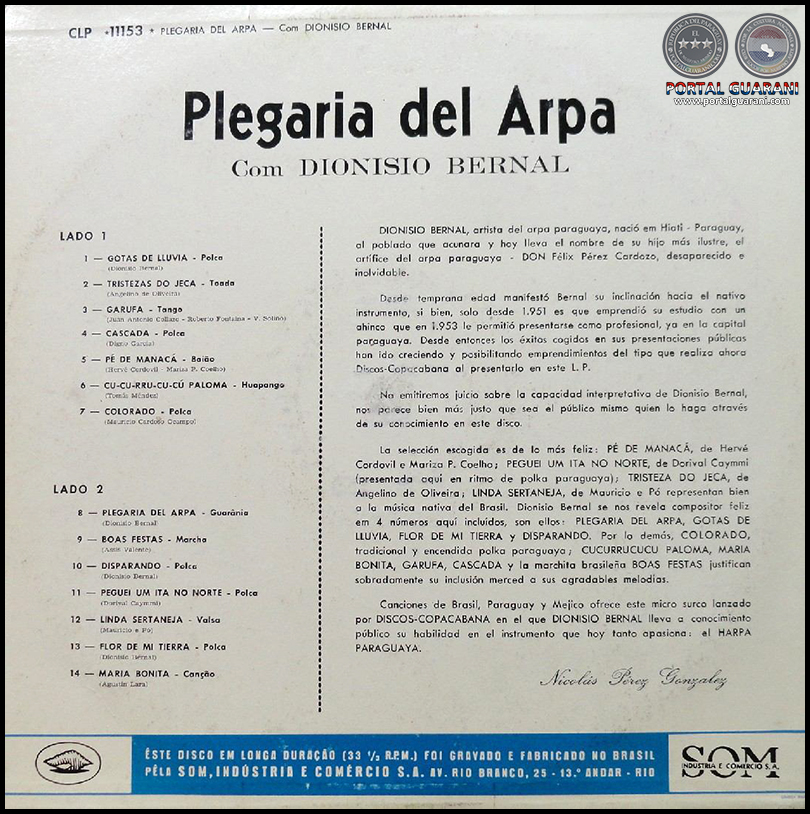 CLP •11153 • PLEGARIA DEL ARPA — Com DIONISIO BERNAL
PORTAL GUARANI
www.portalguarani.com
Plegaria del Arpa
Com DIONISIO BERNAL
LADO 1
1 — GOTAS DE LLUVIA - Polca
(Dionisio Bernal)
2 — TRISTEZAS DO JECA - Toada
(Angelino de Oliveira)
3 — GARUFA - Tango
(Juan Antonio Collazo - Roberto Fontaina - V. Soliño)
4 — CASCADA - Polca
(Digno Garcia)
5 — PÉ DE MANACÁ - Baião
(Hervé Cordovil - Mariza P. Coelho)
6 — CU-CU-RRU-CU-CÚ PALOMA - Huapango
(Tomás Méndez)
7 — COLORADO - Polca
(Mauricio Cardoso Ocampo)
LADO 2
8 — PLEGARIA DEL ARPA - Guarânia
(Dionisio Bernal)
9 — BOAS FESTAS - Marcha
(Assis Valente)
10 — DISPARANDO - Polca
(Dionisio Bernal)
11 — PEGUEI UM ITA NO NORTE - Polca
(Dorival Caymmi)
12 — LINDA SERTANEJA - Valsa
(Mauricio e Pó)
13 — FLOR DE MI TIERRA - Polca
(Dionisio Bernal)
14 — MARIA BONITA - Canção
(Agustin Lara)
DIONISIO BERNAL, artista del arpa paraguaya, nació em Hiatî - Paraguay,
al poblado que acunara y hoy lleva el nombre de su hijo más ilustre, el
artífice del arpa paraguaya - DON Félix Pérez Cardozo, desaparecido e
inolvidable.
Desde temprana edad manifestó Bernal su inclinación hacia el nativo
instrumento, si bien, solo desde 1.951 es que emprendió su estudio con un
ahinco que en 1.953 le permitió presentarse como profesional, ya en la capital
paraguaya. Desde entonces los éxitos cogidos en sus presentaciones públicas
han ido creciendo y posibilitando emprendimientos del tipo que realiza ahora
Discos-Copacabana al presentarlo en este L. P.
No emitiremos juicio sobre la capacidad interpretativa de Dionisio Bernal,
nos parece bien más justo que sea el público mismo quien lo haga através
de su conocimiento en este disco.
La selección escogida es de lo más feliz: PÉ DE MANACÁ, de Hervé
Cordovil e Mariza P. Coelho; PEGUEI UM ITA NO NORTE, de Dorival Caymmi
(presentada aquí en ritmo de polka paraguaya); TRISTEZA DO JECA, de
Angelino de Oliveira; LINDA SERTANEJA, de Mauricio e Pó representan bien
a la música nativa del Brasil. Dionisio Bernal se nos revela compositor feliz
em 4 números aquí incluídos, son ellos: PLEGARIA DEL ARPA, GOTAS DE
LLUVIA, FLOR DE MI TIERRA y DISPARANDO. Por lo demás, COLORADO,
tradicional y encendida polka paraguaya; CUCURRUCUCU PALOMA, MARIA
BONITA, GARUFA, CASCADA y la marchita brasileña BOAS FESTAS justifican
sobradamente su inclusión merced a sus agradables melodias.
Canciones de Brasil, Paraguay e Mejico ofrece este micro surco lanzado
por DISCOS-COPACABANA en el que DIONISIO BERNAL lleva a conocimiento
público su habilidad en el instrumento que hoy tanto apasiona: el HARPA
PARAGUAYA.
Nicolás Pérez Gonzalez
ÊSTE DISCO EM LONGA DURAÇÃO (33 ⅓ R.P.M.) FOI GRAVADO E FABRICADO NO BRASIL
PÊLA SOM, INDÚSTRIA E COMÉRCIO S.A. AV. RIO BRANCO, 25 - 13.º ANDAR - RIO
SOM
INDÚSTRIA E COMÉRCIO S. A.